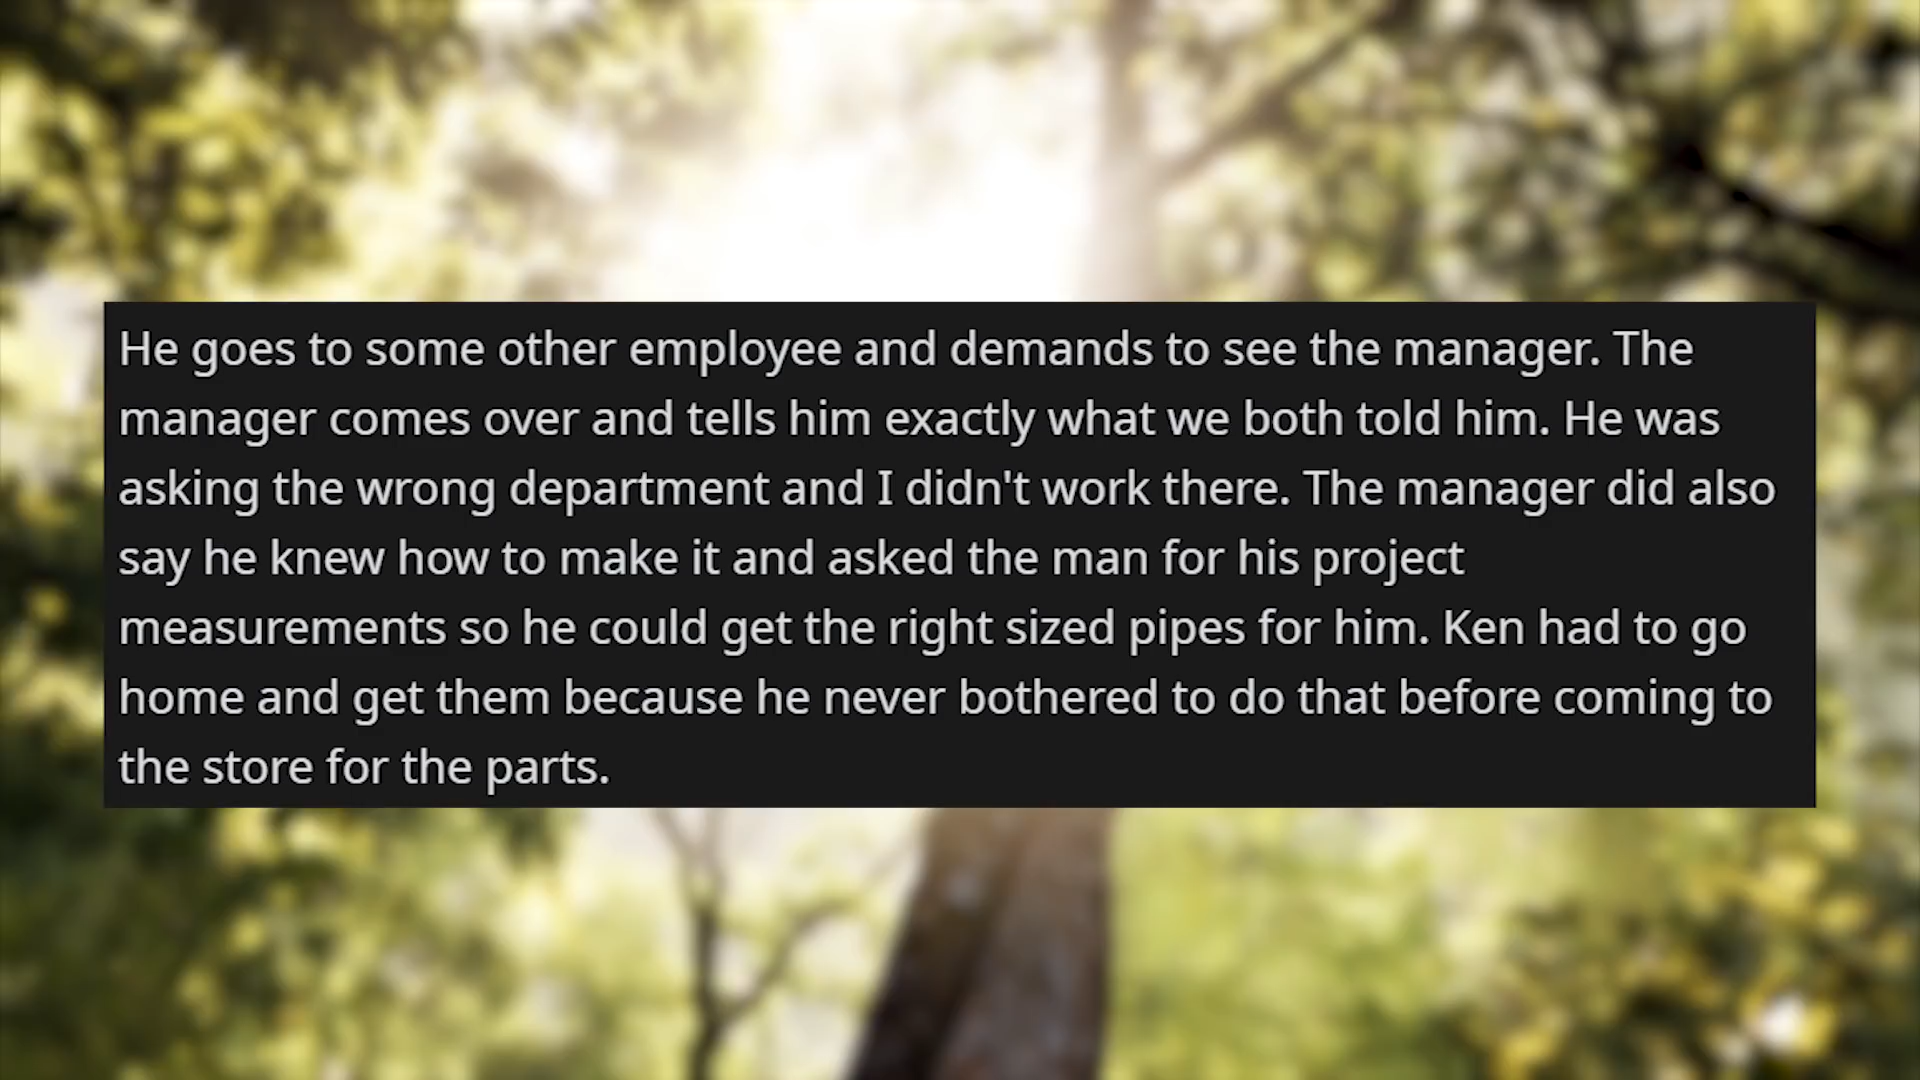 He goes to some other employee and demands to see the manager. The
manager comes over and tells him exactly what we both told him. He was
asking the wrong department and I didn't work there. The manager did also
say he knew how to make it and asked the man for his project
measurements so he could get the right sized pipes for him. Ken had to go
home and get them because he never bothered to do that before coming to
the store for the parts.